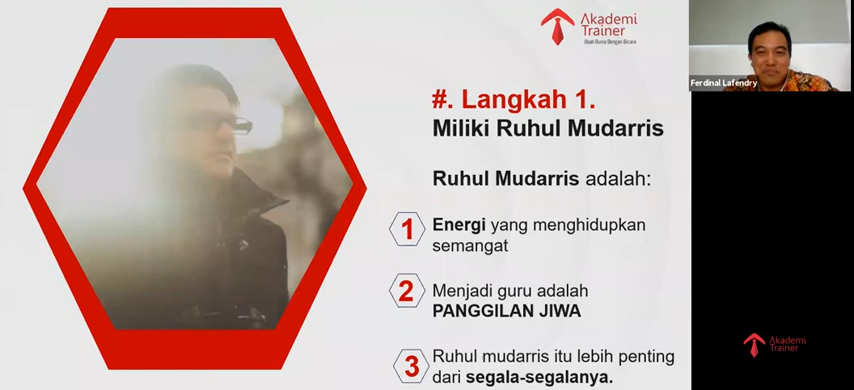 Akademi
Trainer
Ubah Dunia Dengan Bicara
Ferdinal Lafendry
#. Langkah 1.
Miliki Ruhul Mudarris
Ruhul Mudarris adalah:
1 Energi yang menghidupkan
semangat
2 Menjadi guru adalah
PANGGILAN JIWA
3 Ruhul mudarris itu lebih penting
dari segala-segalanya.
Akademi
Trainer